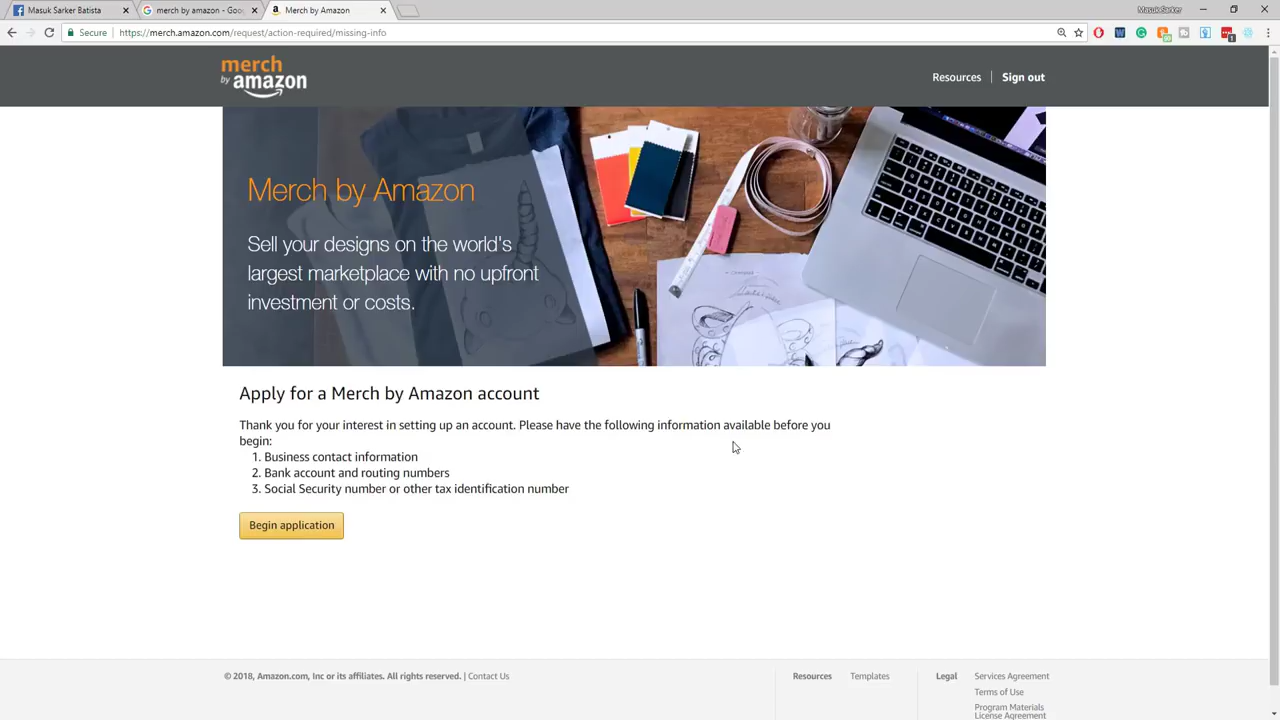 Masuk Sarker Batista
merch by amazon - Goo
Merch by Amazon
MasukSarker
Secure
https://merch.amazon.com/request/action-required/missing-info
merch
by amazon
Resources
Sign out
Merch by Amazon
Sell your designs on the world's
largest marketplace with no upfront
investment or costs.
Apply for a Merch by Amazon account
Thank you for your interest in setting up an account. Please have the following information available before you
begin:
1. Business contact information
2. Bank account and routing numbers
3. Social Security number or other tax identification number
Begin application
© 2018, Amazon.com, Inc or its affiliates. All rights reserved. | Contact Us
Resources
Templates
Legal
Services Agreement
Terms of Use
Program Materials
License Agreement